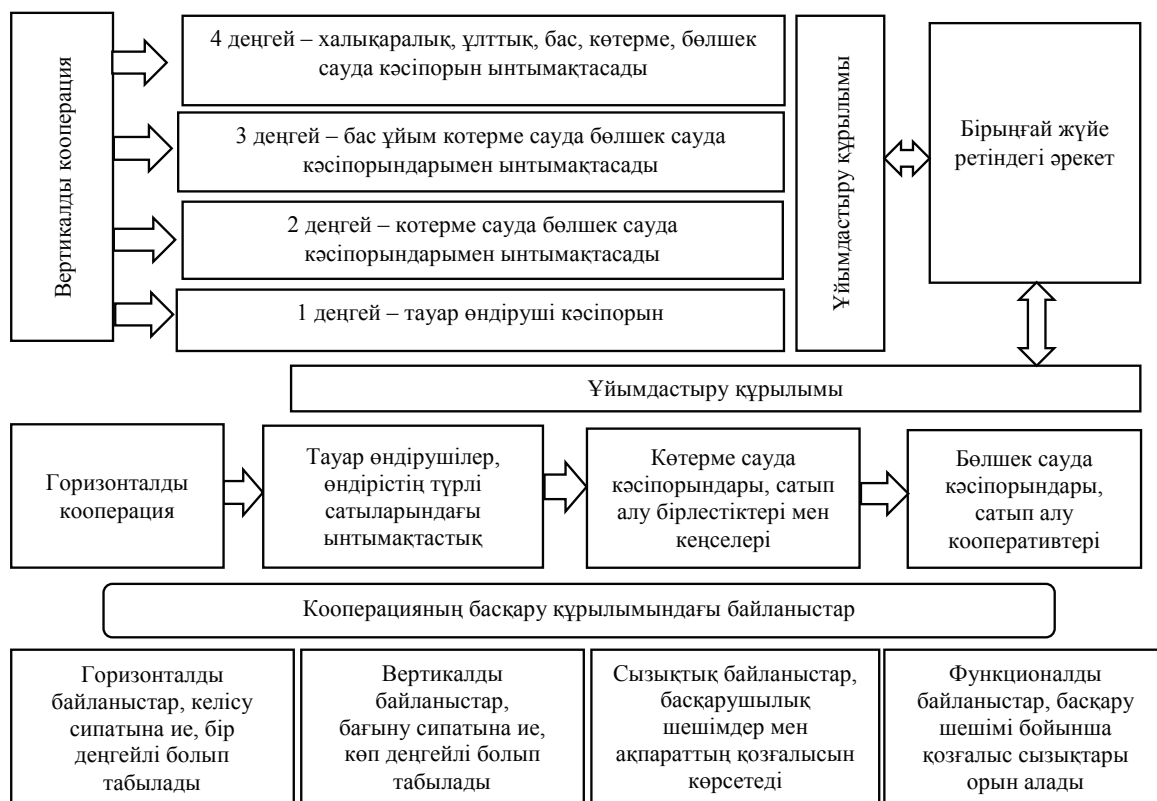 Вертикалды кооперация
4 деңгей – халықаралық, ұлттық, бас, көтерме, бөлшек
сауда кәсіпорын ынтымақтасады
3 деңгей – бас ұйым котерме сауда бөлшек сауда
кәсіпорындарымен ынтымақтасады
2 деңгей – котерме сауда бөлшек сауда
кәсіпорындарымен ынтымақтасады
1 деңгей – тауар өндіруші кәсіпорын
Ұйымдастыру құрылымы
Бірыңғай жүйе
ретіндегі әрекет
Ұйымдастыру құрылымы
Горизонталды
кооперация
Тауар өндірушілер,
өндірістің түрлі
сатыларындағы
ынтымақтастық
Көтерме сауда
кәсіпорындары, сатып
алу бірлестіктері мен
кеңселері
Бөлшек сауда
кәсіпорындары,
сатып алу
кооперативтері
Кооперацияның басқару құрылымындағы байланыстар
Горизонталды
байланыстар, келісу
сипатына ие, бір
деңгейлі болып
табылады
Вертикалды
байланыстар,
бағыну сипатына ие,
көп деңгейлі болып
табылады
Сызықтық байланыстар,
басқарушылық
шешімдер мен
ақпараттың қозғалысын
көрсетеді
Функционалды
байланыстар, басқару
шешімі бойынша
қозғалыс сызықтары
орын алады